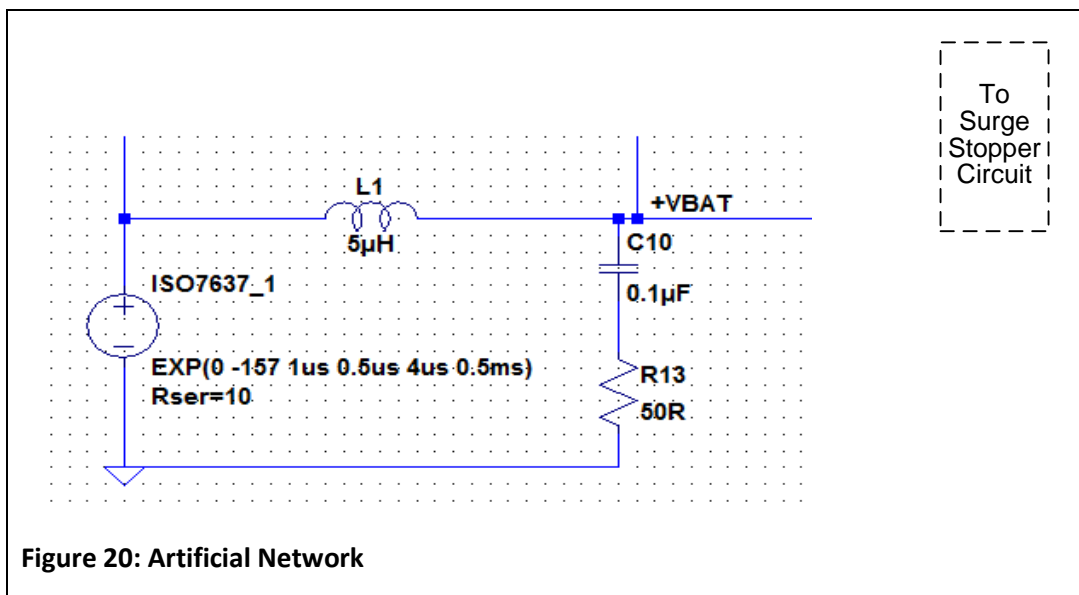 To
Surge
Stopper
Circuit
L1
5µH
+VBAT
C10
0.1µF
ISO7637_1
EXP(0 -157 1us 0.5us 4us 0.5ms)
Rser=10
R13
50R
Figure 20: Artificial Network